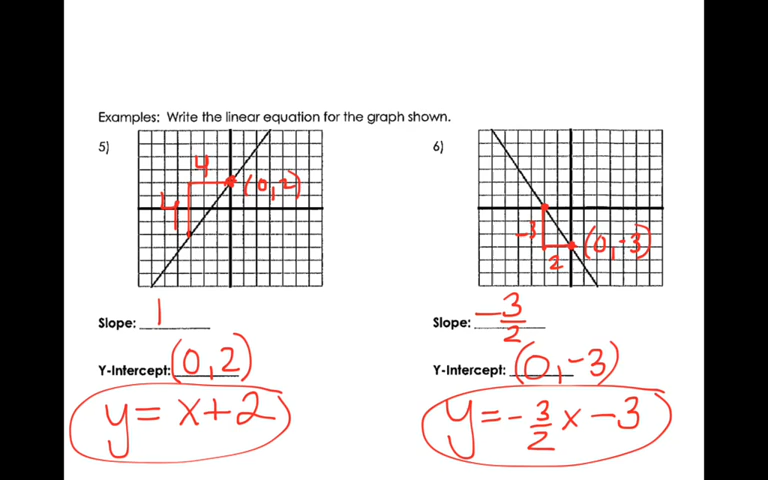 Examples: Write the linear equation for the graph shown.
5)
4
4
(0,2)
Slope: 1
Y-Intercept: (0,2)
y = x+2
6)
-3
2
(0,-3)
Slope: -3/2
Y-Intercept: (0,-3)
y = -3/2 x -3